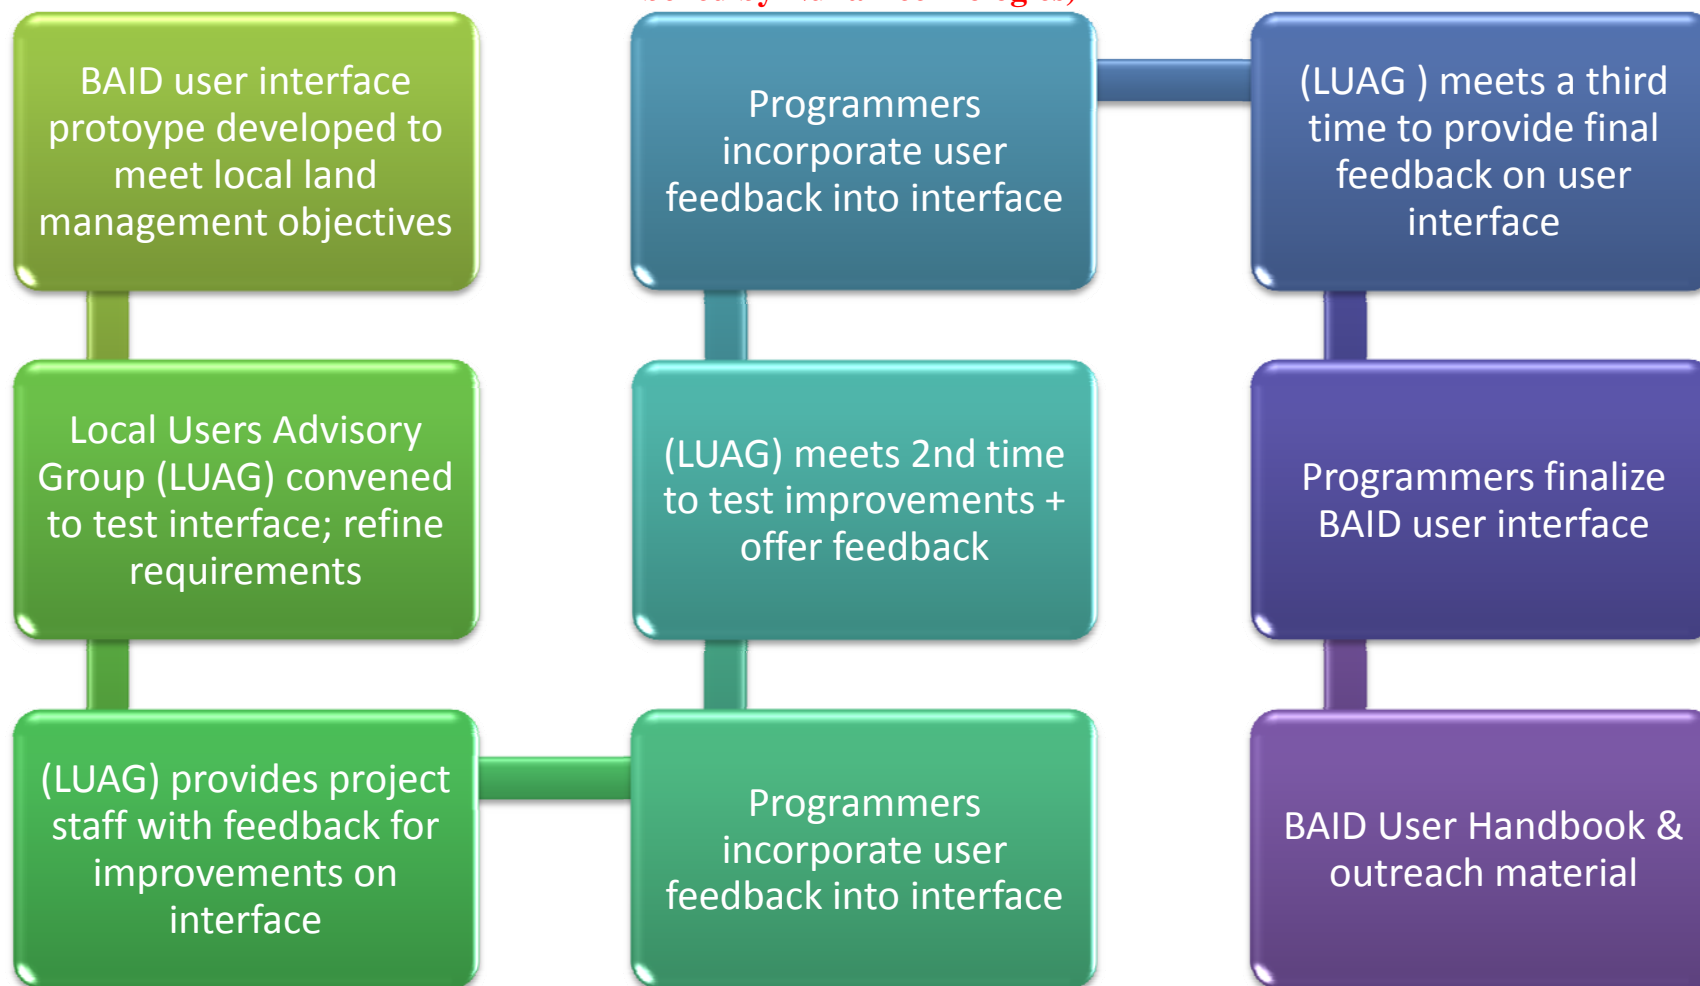 by
BAID user interface
protoype developed to
meet local land
management objectives
Local Users Advisory
Group (LUAG) convened
to test interface; refine
requirements
(LUAG) provides project
staff with feedback for
improvements on
interface
Programmers
incorporate user
feedback into interface
(LUAG) meets 2nd time
to test improvements +
offer feedback
Programmers
incorporate user
feedback into interface
(LUAG ) meets a third
time to provide final
feedback on user
interface
Programmers finalize
BAID user interface
BAID User Handbook &
outreach material